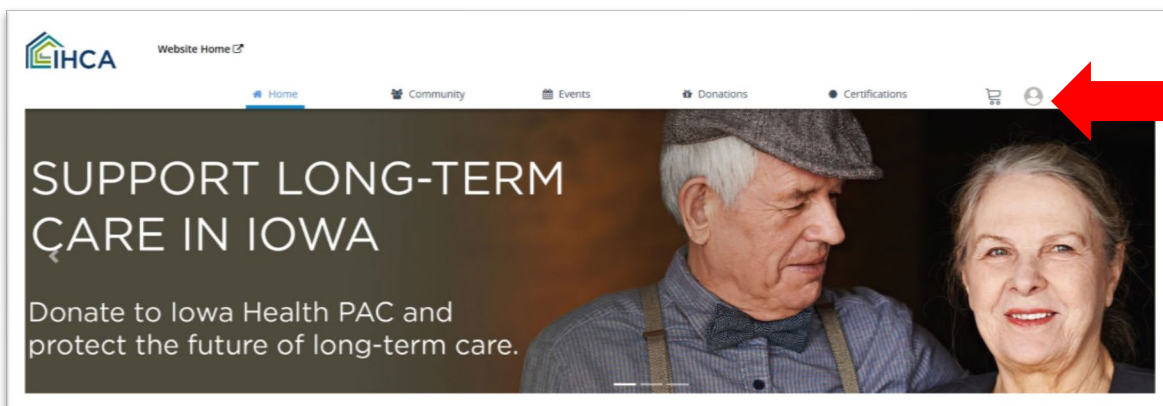 IHCA
Website Home
Home Community Events Donations Certifications
SUPPORT LONG-TERM
CARE IN IOWA
Donate to Iowa Health PAC and
protect the future of long-term care.